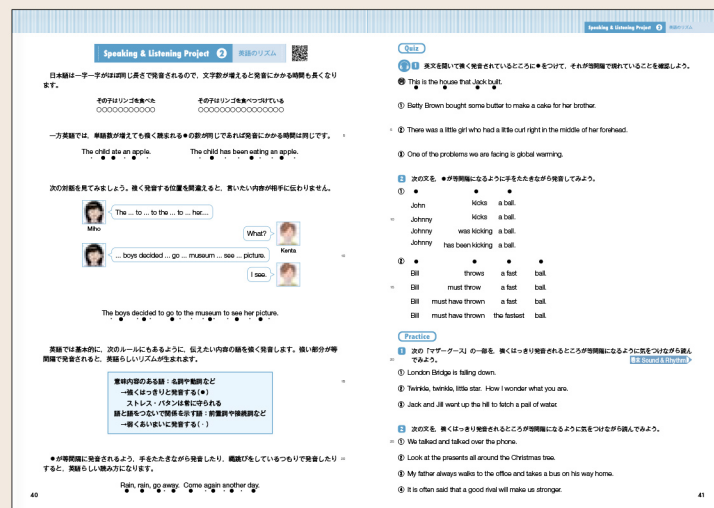 Speaking & Listening Project 2 英語のリズム
日本語は一字一字がほぼ同じ長さで発音されるので，文字数が増えると発音にかかる時間も長くなり
ます。
その子はリンゴを食べた その子はリンゴを食べつづけている
○○○○○○○○○○○ ○○○○○○○○○○○○○○○○
一方英語では，単語数が増えても強く読まれる●の数が同じであれば発音にかかる時間は同じです。 5
The child ate an apple. The child has been eating an apple.
次の対話を見てみましょう。強く発音する位置を間違えると，言いたい内容が相手に伝わりません。
The ... to ... to the ... to ... her....
Miho
What?
Kenta
... boys decided ... go ... museum ... see ... picture. 10
I see.
The boys decided to go to the museum to see her picture.
英語では基本的に，次のルールにもあるように，伝えたい内容の語を強く発音します。強い部分が等
間隔で発音されると，英語らしいリズムが生まれます。
意味内容のある語：名詞や動詞など 15
→強くはっきりと発音する（●）
ストレス・パタンは常に守られる
語と語をつないで関係を示す語：前置詞や接続詞など
→弱くあいまいに発音する（・）
●が等間隔に発音されるよう，手をたたきながら発音したり，縄跳びをしているつもりで発音したり 20
すると，英語らしい読み方になります。
Rain, rain, go away. Come again another day.
40
Speaking & Listening Project 2 英語のリズム
Quiz
1 英文を聞いて強く発音されているところに●をつけて，それが等間隔で現れていることを確認しよう。
例 This is the house that Jack built.
① Betty Brown bought some butter to make a cake for her brother.
5 ② There was a little girl who had a little curl right in the middle of her forehead.
③ One of the problems we are facing is global warming.
2 次の文を，●が等間隔になるように手をたたきながら発音してみよう。
① ● ● ●
John kicks a ball.
10 Johnny kicks a ball.
Johnny was kicking a ball.
Johnny has been kicking a ball.
② ● ● ● ●
Bill throws a fast ball.
15 Bill must throw a fast ball.
Bill must have thrown a fast ball.
Bill must have thrown the fastest ball.
Practice
1 次の「マザーグース」の一部を，強くはっきり発音されるところが等間隔になるように気をつけながら読ん
20 でみよう。 Sound & Rhythm
① London Bridge is falling down.
② Twinkle, twinkle, little star. How I wonder what you are.
③ Jack and Jill went up the hill to fetch a pail of water.
2 次の文を，強くはっきり発音されるところが等間隔になるように気をつけながら読んでみよう。
25 ① We talked and talked over the phone.
② Look at the presents all around the Christmas tree.
③ My father always walks to the office and takes a bus on his way home.
④ It is often said that a good rival will make us stronger.
41